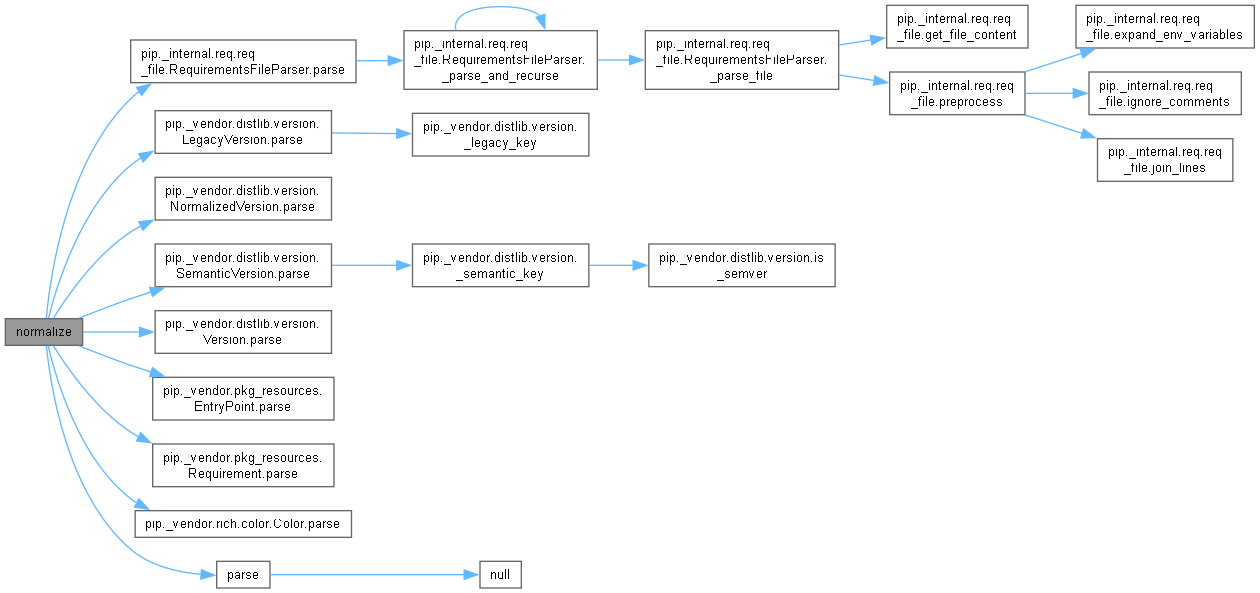 normalize
pip._internal.req.req
_file.RequirementsFileParser.parse
pip._internal.req.req
_file.RequirementsFileParser.
_parse_and_recurse
pip._internal.req.req
_file.RequirementsFileParser.
_parse_file
pip._internal.req.req
_file.get_file_content
pip._internal.req.req
_file.preprocess
pip._internal.req.req
_file.expand_env_variables
pip._internal.req.req
_file.ignore_comments
pip._internal.req.req
_file.join_lines
pip._vendor.distlib.version.
LegacyVersion.parse
pip._vendor.distlib.version.
_legacy_key
pip._vendor.distlib.version.
NormalizedVersion.parse
pip._vendor.distlib.version.
SemanticVersion.parse
pip._vendor.distlib.version.
_semantic_key
pip._vendor.distlib.version.is
_semver
pip._vendor.distlib.version.
Version.parse
pip._vendor.pkg_resources.
EntryPoint.parse
pip._vendor.pkg_resources.
Requirement.parse
pip._vendor.rich.color.Color.parse
parse
null